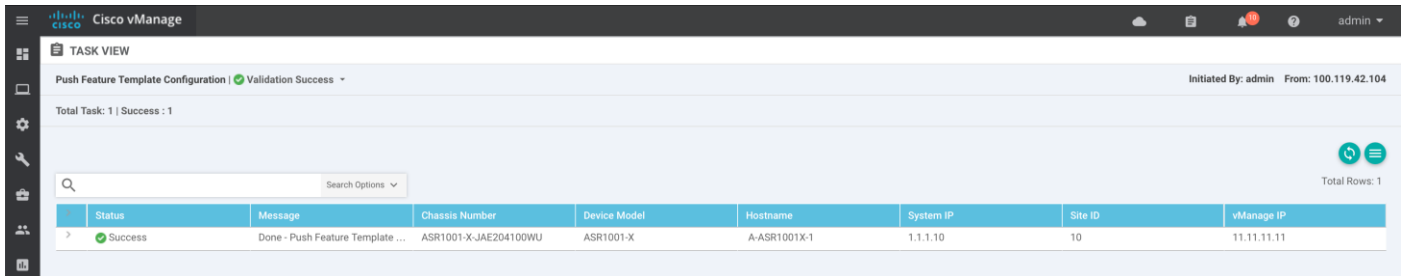 cisco Cisco vManage 10 admin
TASK VIEW
Push Feature Template Configuration | Validation Success Initiated By: admin From: 100.119.42.104
Total Task: 1 | Success : 1
Search Options Total Rows: 1
Status Message Chassis Number Device Model Hostname System IP Site ID vManage IP
Success Done - Push Feature Template ... ASR1001-X-JAE204100WU ASR1001-X A-ASR1001X-1 1.1.1.10 10 11.11.11.11